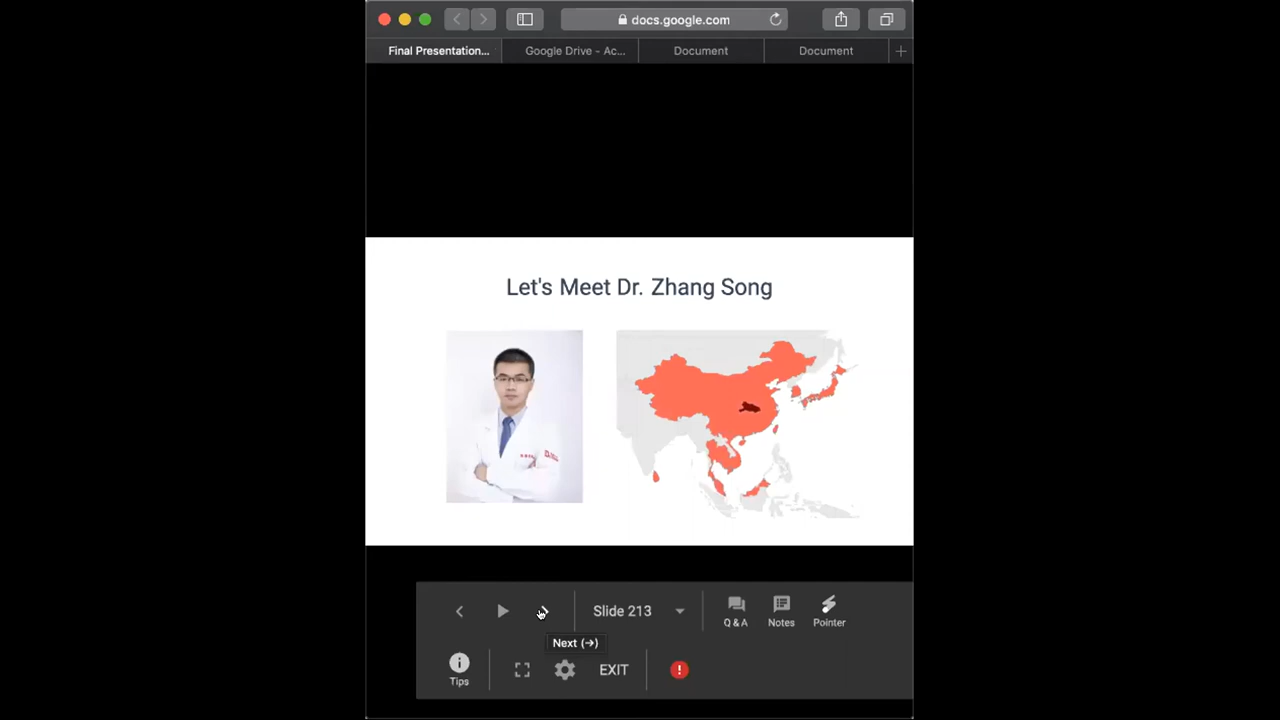 docs.google.com
Final Presentation...
Google Drive - Ac...
Document
Document
Let's Meet Dr. Zhang Song
Slide 213
Q & A
Notes
Pointer
Next (→)
Tips
EXIT